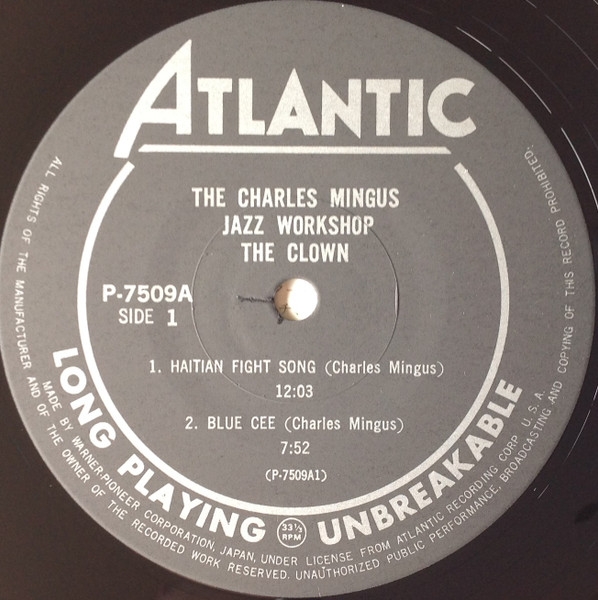 ATLANTIC
THE CHARLES MINGUS
JAZZ WORKSHOP
THE CLOWN
P-7509A
SIDE 1
1. HAITIAN FIGHT SONG (Charles Mingus)
12:03
2. BLUE CEE (Charles Mingus)
7:52
(P-7509A1)
LONG PLAYING 33⅓ RPM UNBREAKABLE
MADE BY WARNER-PIONEER CORPORATION, JAPAN, UNDER LICENSE FROM ATLANTIC RECORDING CORP. U.S.A.
ALL RIGHTS OF THE MANUFACTURER AND OF THE OWNER OF THE RECORDED WORK RESERVED. UNAUTHORIZED PUBLIC PERFORMANCE, BROADCASTING AND COPYING OF THIS RECORD PROHIBITED.